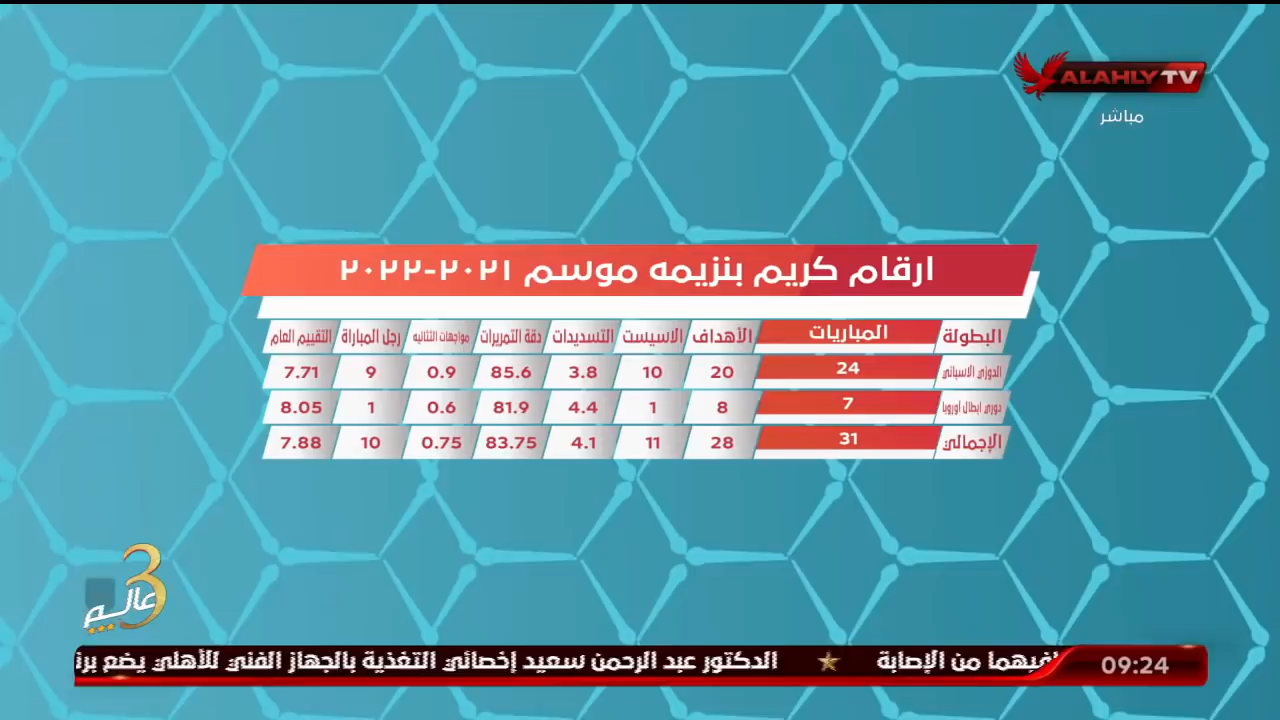 ALAHLY TV
مباشر
ارقام كريم بنزيمه موسم ٢٠٢١-٢٠٢٢
البطولة المباريات الأهداف الاسيست التسديدات دقة التمريرات مواجهات الثنائيه رجل المباراة التقييم العام
الدوري الاسباني 24 20 10 3.8 85.6 0.9 9 7.71
دوري ابطال أوروبا 7 8 1 4.4 81.9 0.6 1 8.05
الإجمالي 31 28 11 4.1 83.75 0.75 10 7.88
3
عالم
09:24 فيهما من الإصابة ★ الدكتور عبد الرحمن سعيد إخصائي التغذية بالجهاز الفني للأهلي يضع